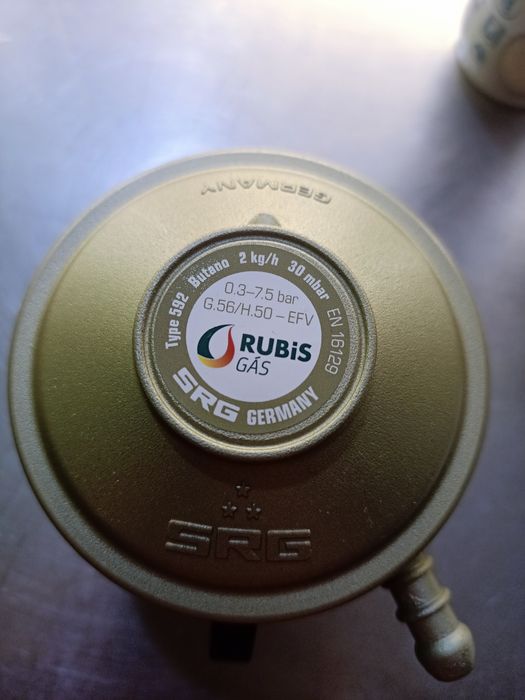 GERMANY
Type 592 Butano 2 kg/h 30 mbar EN 16129
0.3–7.5 bar
G.56/H.50 – EFV
RUBiS
GÁS
SRG GERMANY
SRG